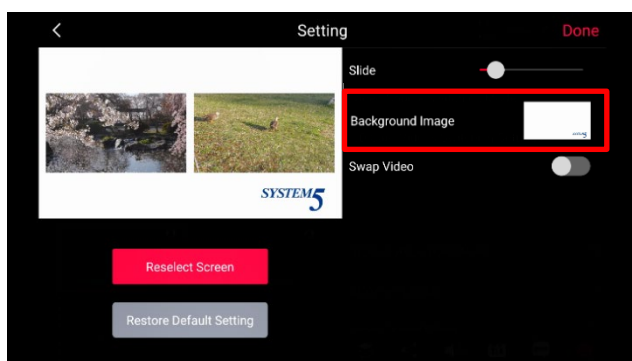 Setting
Done
Slide
Background Image
Swap Video
SYSTEM5
Reselect Screen
Restore Default Setting